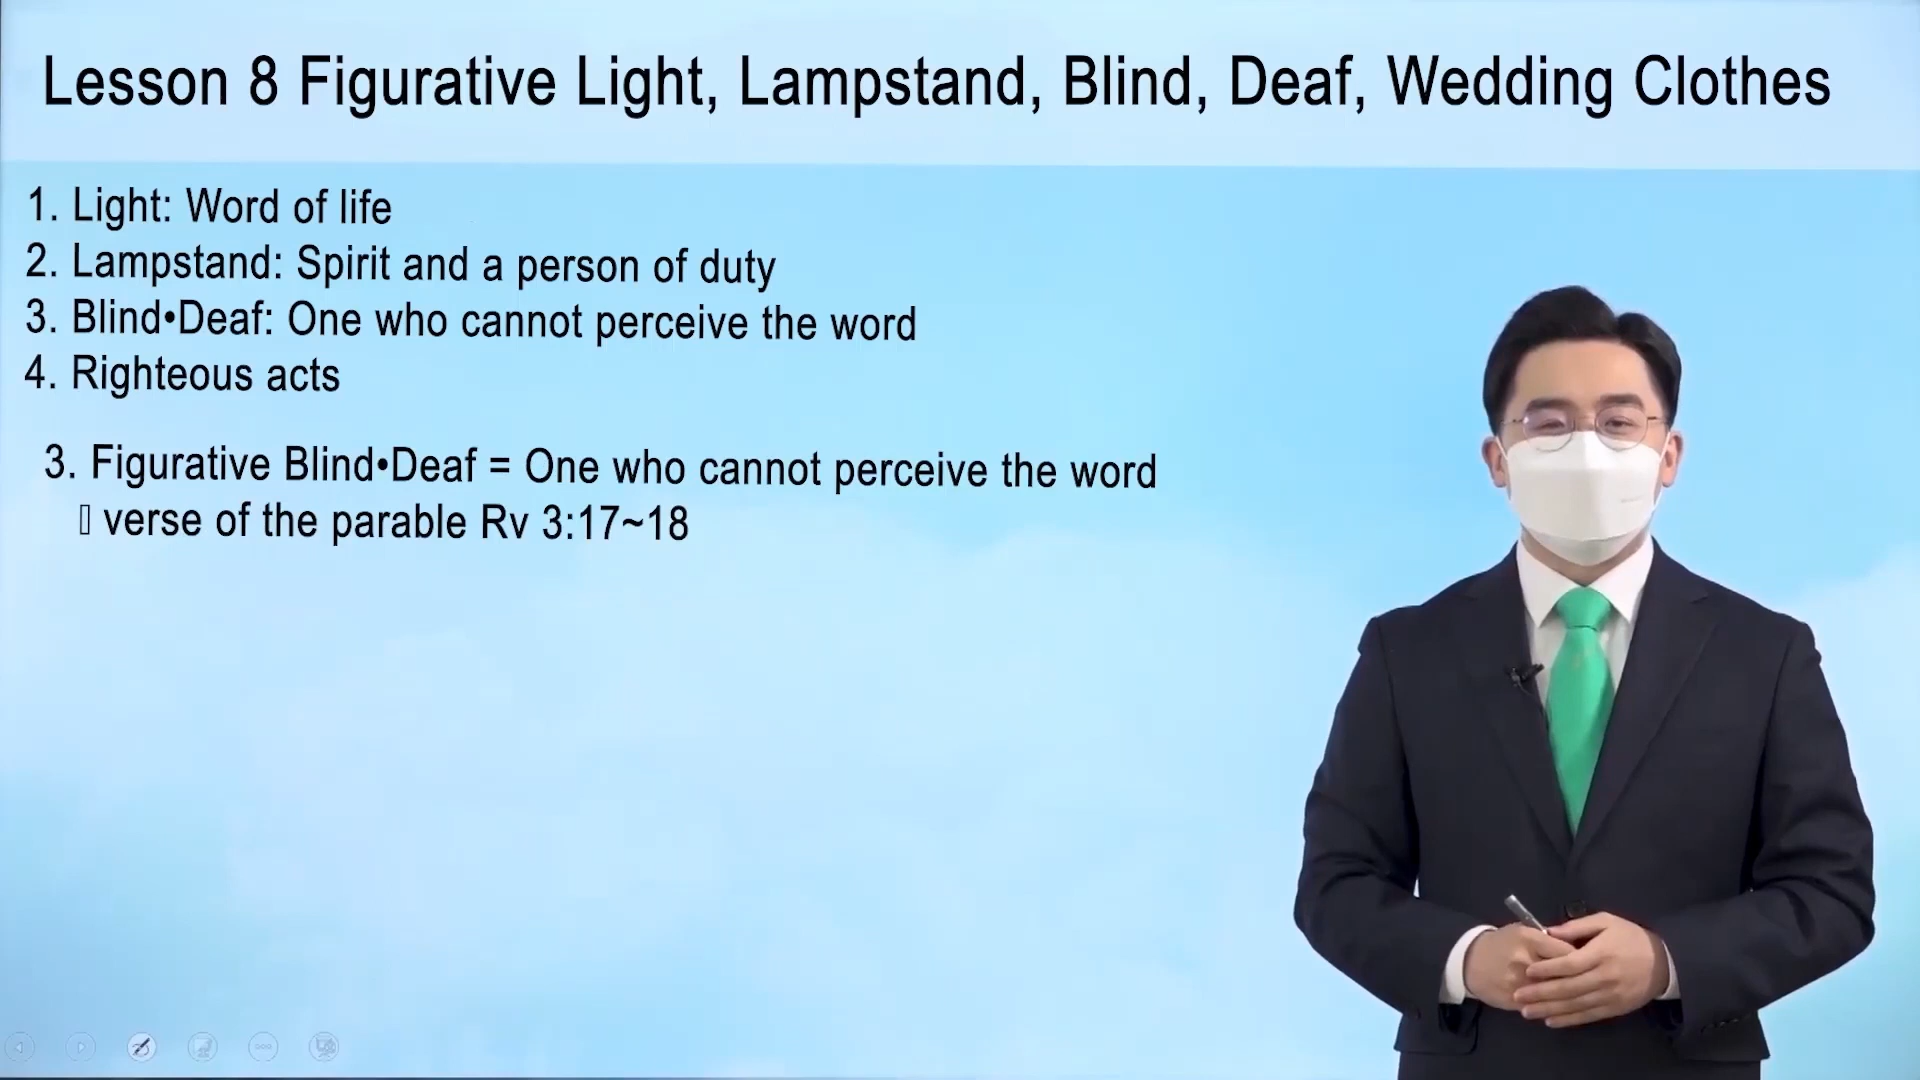 Lesson 8 Figurative Light, Lampstand, Blind, Deaf, Wedding Clothes
1. Light: Word of life
2. Lampstand: Spirit and a person of duty
3. Blind•Deaf: One who cannot perceive the word
4. Righteous acts
3. Figurative Blind•Deaf = One who cannot perceive the word
verse of the parable Rv 3:17~18